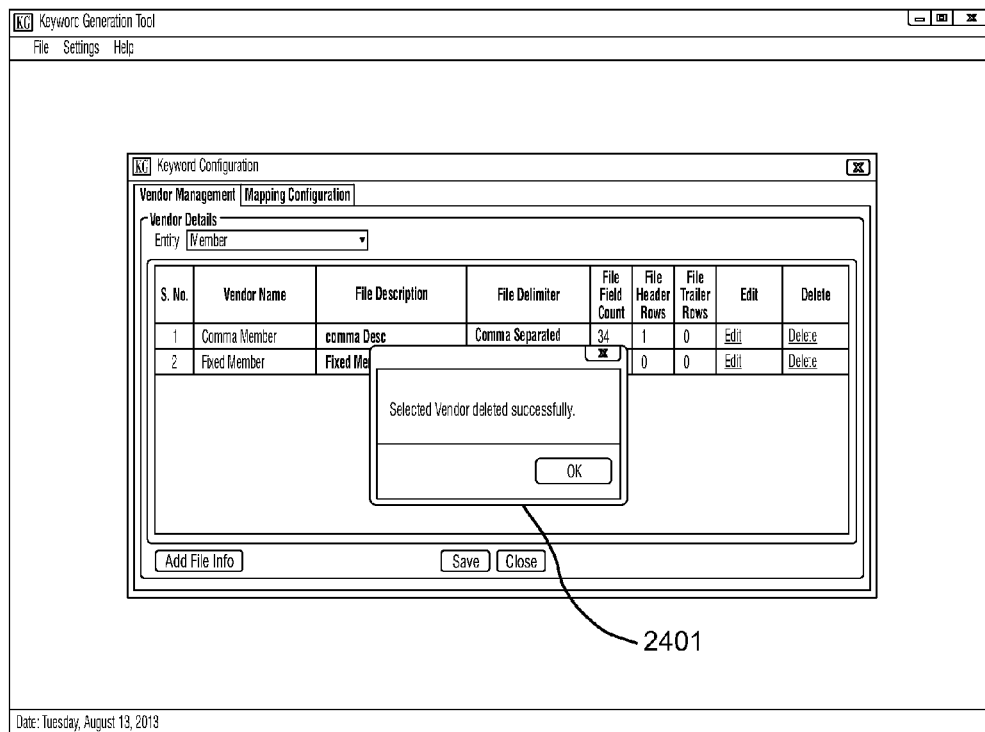 KG Keyword Generation Tool
File Settings Help
KG Keyword Configuration
Vendor Management Mapping Configuration
Vendor Details
Entity Member
S. No. Vendor Name File Description File Delimiter File Field Count File Header Rows File Trailer Rows Edit Delete
1 Comma Member comma Desc Comma Separated 34 1 0 Edit Delete
2 Fixed Member Fixed Me 0 0 Edit Delete
Selected Vendor deleted successfully.
OK
Add File Info Save Close
2401
Date: Tuesday, August 13, 2013